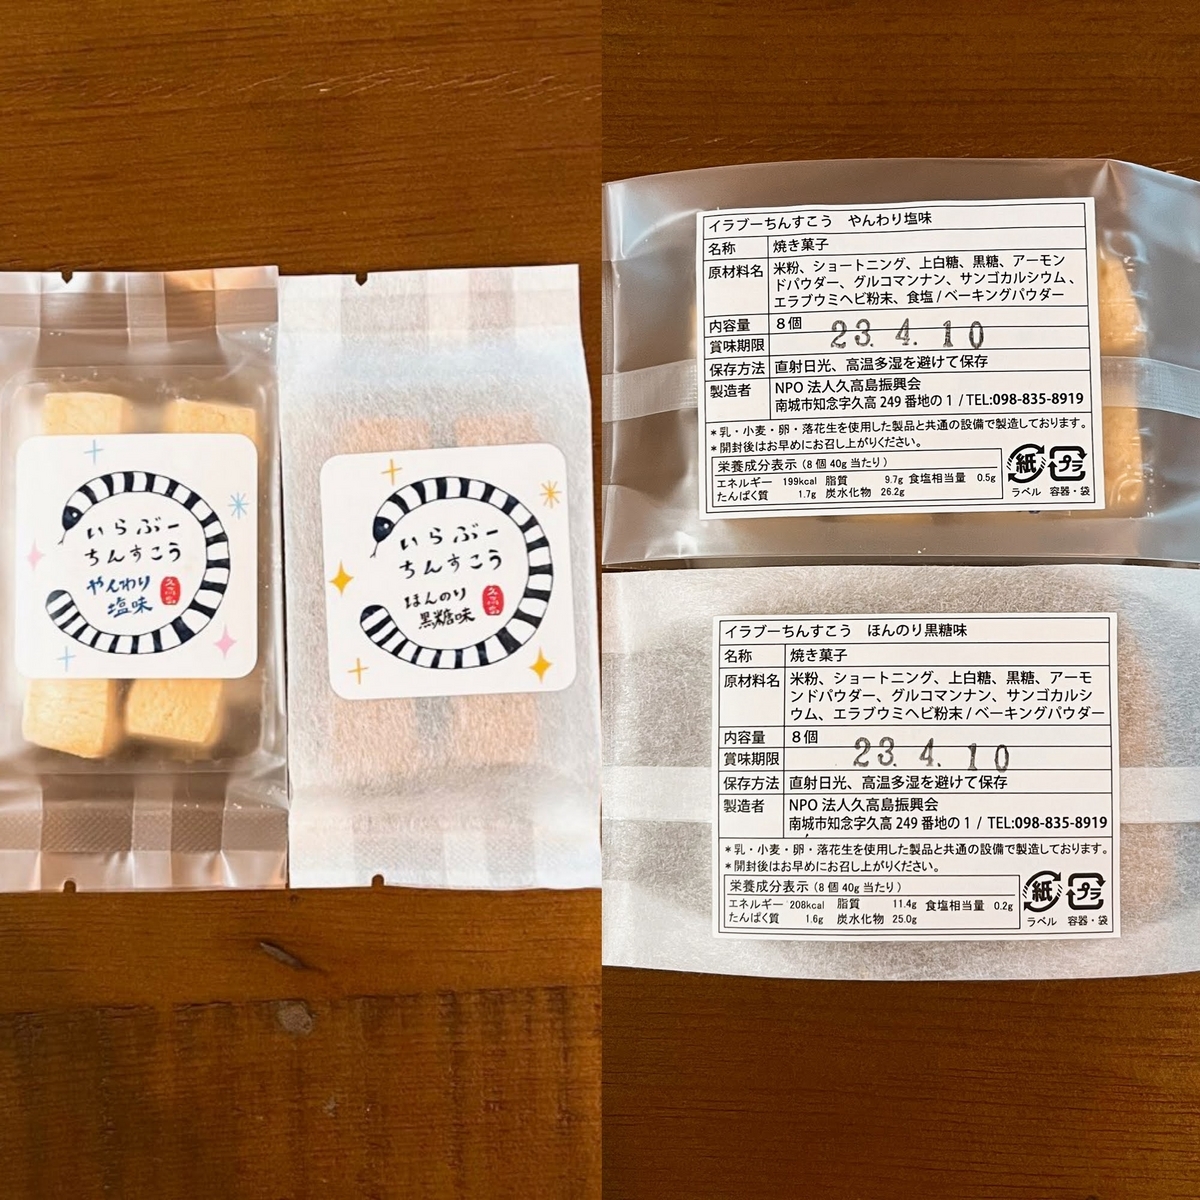 いらぶー
ちんすこう
やんわり
塩味
いらぶー
ちんすこう
ほんのり
黒糖味
イラブーちんすこう やんわり塩味
名称 焼き菓子
原材料名 米粉、ショートニング、上白糖、黒糖、アーモン
ドパウダー、グルコマンナン、サンゴカルシウム、
エラブウミヘビ粉末、食塩/ベーキングパウダー
内容量 8個
賞味期限 23.4.10
保存方法 直射日光、高温多湿を避けて保存
製造者 NPO法人久高島振興会
南城市知念字久高249番地の1 / TEL:098-835-8919
*乳・小麦・卵・落花生を使用した製品と共通の設備で製造しております。
*開封後はお早めにお召し上がりください。
栄養成分表示(8個40g当たり)
エネルギー 199kcal 脂質 9.7g 食塩相当量 0.5g
たんぱく質 1.7g 炭水化物 26.2g
紙 プラ
ラベル 容器・袋
イラブーちんすこう ほんのり黒糖味
名称 焼き菓子
原材料名 米粉、ショートニング、上白糖、黒糖、アーモ
ンドパウダー、グルコマンナン、サンゴカルシ
ウム、エラブウミヘビ粉末/ベーキングパウダー
内容量 8個
賞味期限 23.4.10
保存方法 直射日光、高温多湿を避けて保存
製造者 NPO法人久高島振興会
南城市知念字久高249番地の1 / TEL:098-835-8919
*乳・小麦・卵・落花生を使用した製品と共通の設備で製造しております。
*開封後はお早めにお召し上がりください。
栄養成分表示(8個40g当たり)
エネルギー 208kcal 脂質 11.4g 食塩相当量 0.2g
たんぱく質 1.6g 炭水化物 25.0g
紙 プラ
ラベル 容器・袋